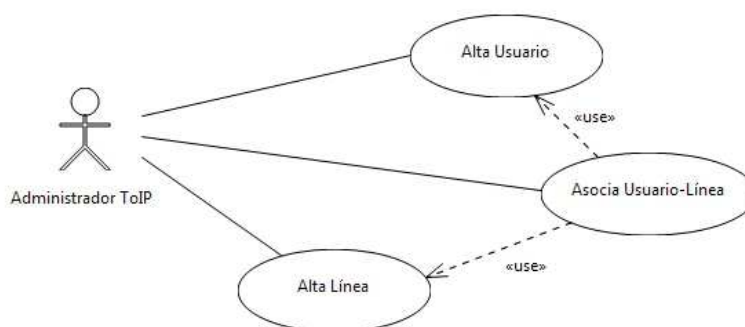 Alta Usuario
«use»
Administrador ToIP
Asocia Usuario-Línea
«use»
Alta Línea